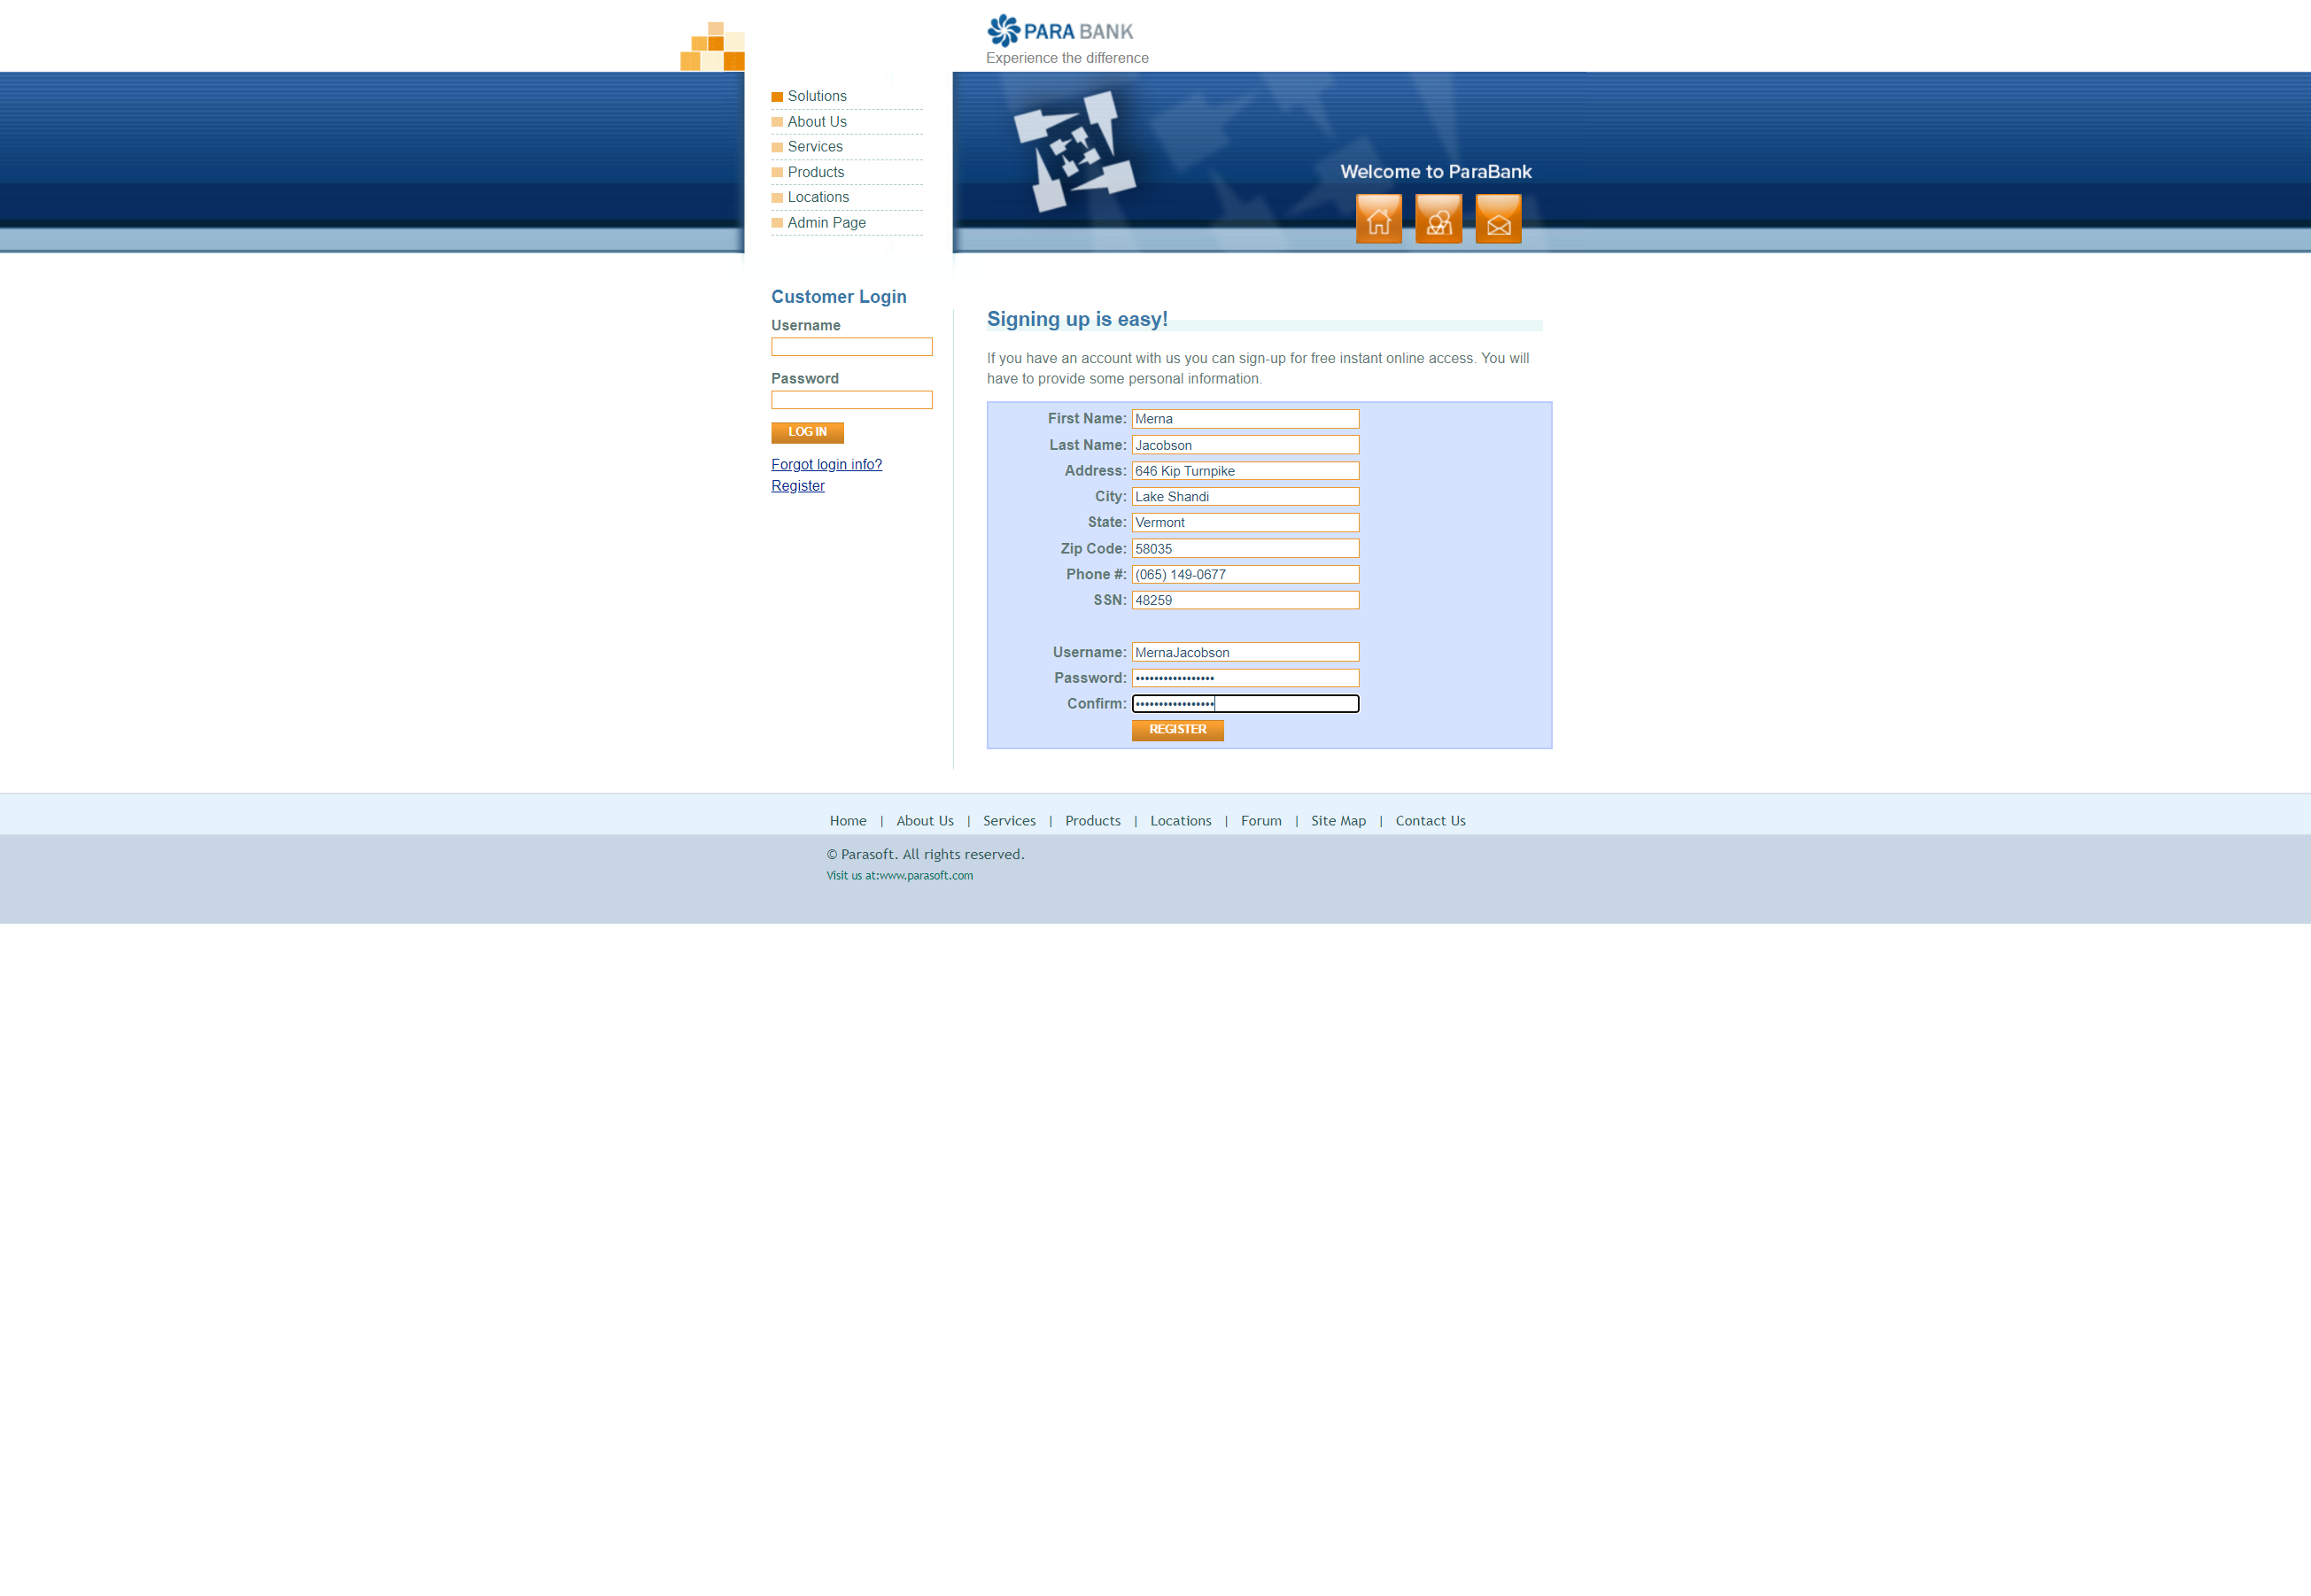 PARA BANK
Experience the difference
Solutions
About Us
Services
Products
Locations
Admin Page
Welcome to ParaBank
Customer Login
Username
Password
LOG IN
Forgot login info?
Register
Signing up is easy!
If you have an account with us you can sign-up for free instant online access. You will
have to provide some personal information.
First Name: Merna
Last Name: Jacobson
Address: 646 Kip Turnpike
City: Lake Shandi
State: Vermont
Zip Code: 58035
Phone #: (065) 149-0677
SSN: 48259
Username: MernaJacobson
Password: •••••••••••••••••
Confirm: •••••••••••••••••
REGISTER
Home | About Us | Services | Products | Locations | Forum | Site Map | Contact Us
© Parasoft. All rights reserved.
Visit us at:www.parasoft.com